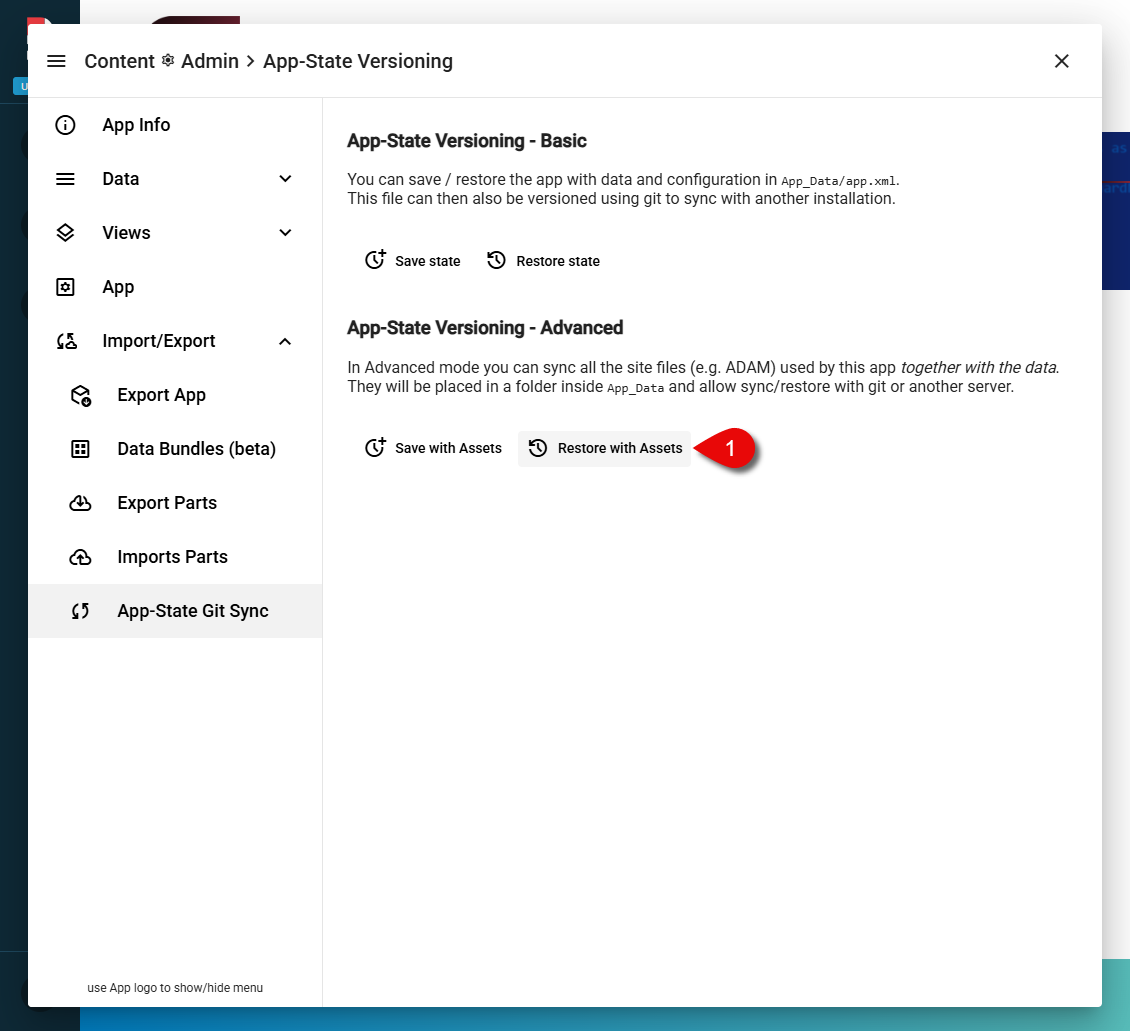 Content Admin > App-State Versioning
U
App Info
Data
Views
App
Import/Export
Export App
Data Bundles (beta)
Export Parts
Imports Parts
App-State Git Sync
use App logo to show/hide menu
App-State Versioning - Basic
You can save / restore the app with data and configuration in App_Data/app.xml.
This file can then also be versioned using git to sync with another installation.
Save state
Restore state
App-State Versioning - Advanced
In Advanced mode you can sync all the site files (e.g. ADAM) used by this app together with the data.
They will be placed in a folder inside App_Data and allow sync/restore with git or another server.
Save with Assets
Restore with Assets
1
as